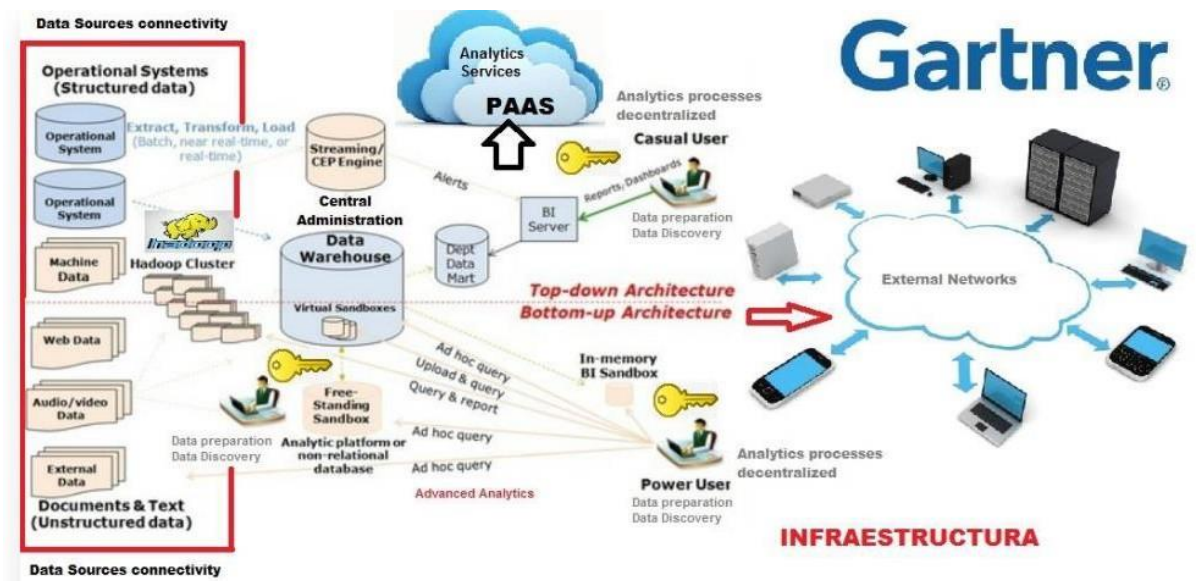 Data Sources connectivity
Operational Systems
(Structured data)
Operational
System
Extract, Transform, Load
(Batch, near real-time, or
real-time)
Operational
System
hadoop
Hadoop Cluster
Machine
Data
Web Data
Audio/video
Data
External
Data
Documents & Text
(Unstructured data)
Data Sources connectivity
Streaming/
CEP Engine
Central
Administration
Data
Warehouse
Virtual Sandboxes
Free-
Standing
Sandbox
Analytic platform or
non-relational
database
Data preparation
Data Discovery
Analytics
Services
PAAS
Analytics processes
decentralized
Casual User
Alerts
Reports, Dashboards
BI
Server
Data preparation
Data Discovery
Dept
Data
Mart
Top-down Architecture
Bottom-up Architecture
Ad hoc query
Upload & query
Query & report
Ad hoc query
Ad hoc query
Advanced Analytics
In-memory
BI Sandbox
Power User
Data preparation
Data Discovery
Analytics processes
decentralized
Gartner®
External Networks
INFRAESTRUCTURA